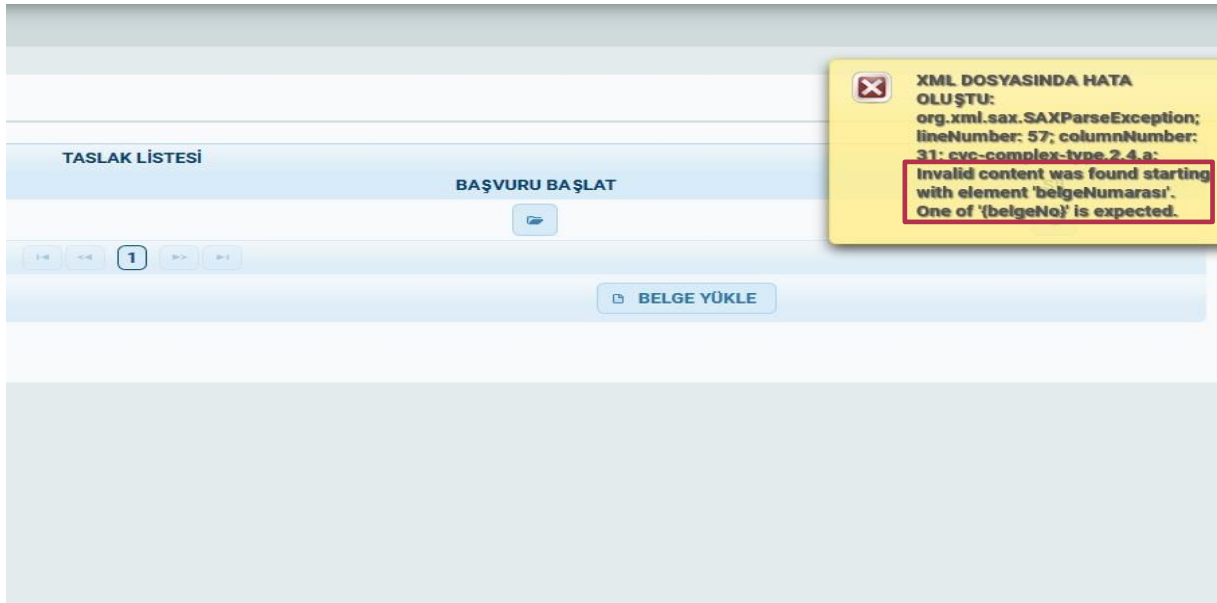 XML DOSYASINDA HATA
OLUŞTU:
org.xml.sax.SAXParseException;
lineNumber: 57; columnNumber:
31; cvc-complex-type.2.4.a:
Invalid content was found starting
with element 'belgeNumarası'.
One of '{belgeNo}' is expected.
TASLAK LİSTESİ
BAŞVURU BAŞLAT
1
BELGE YÜKLE